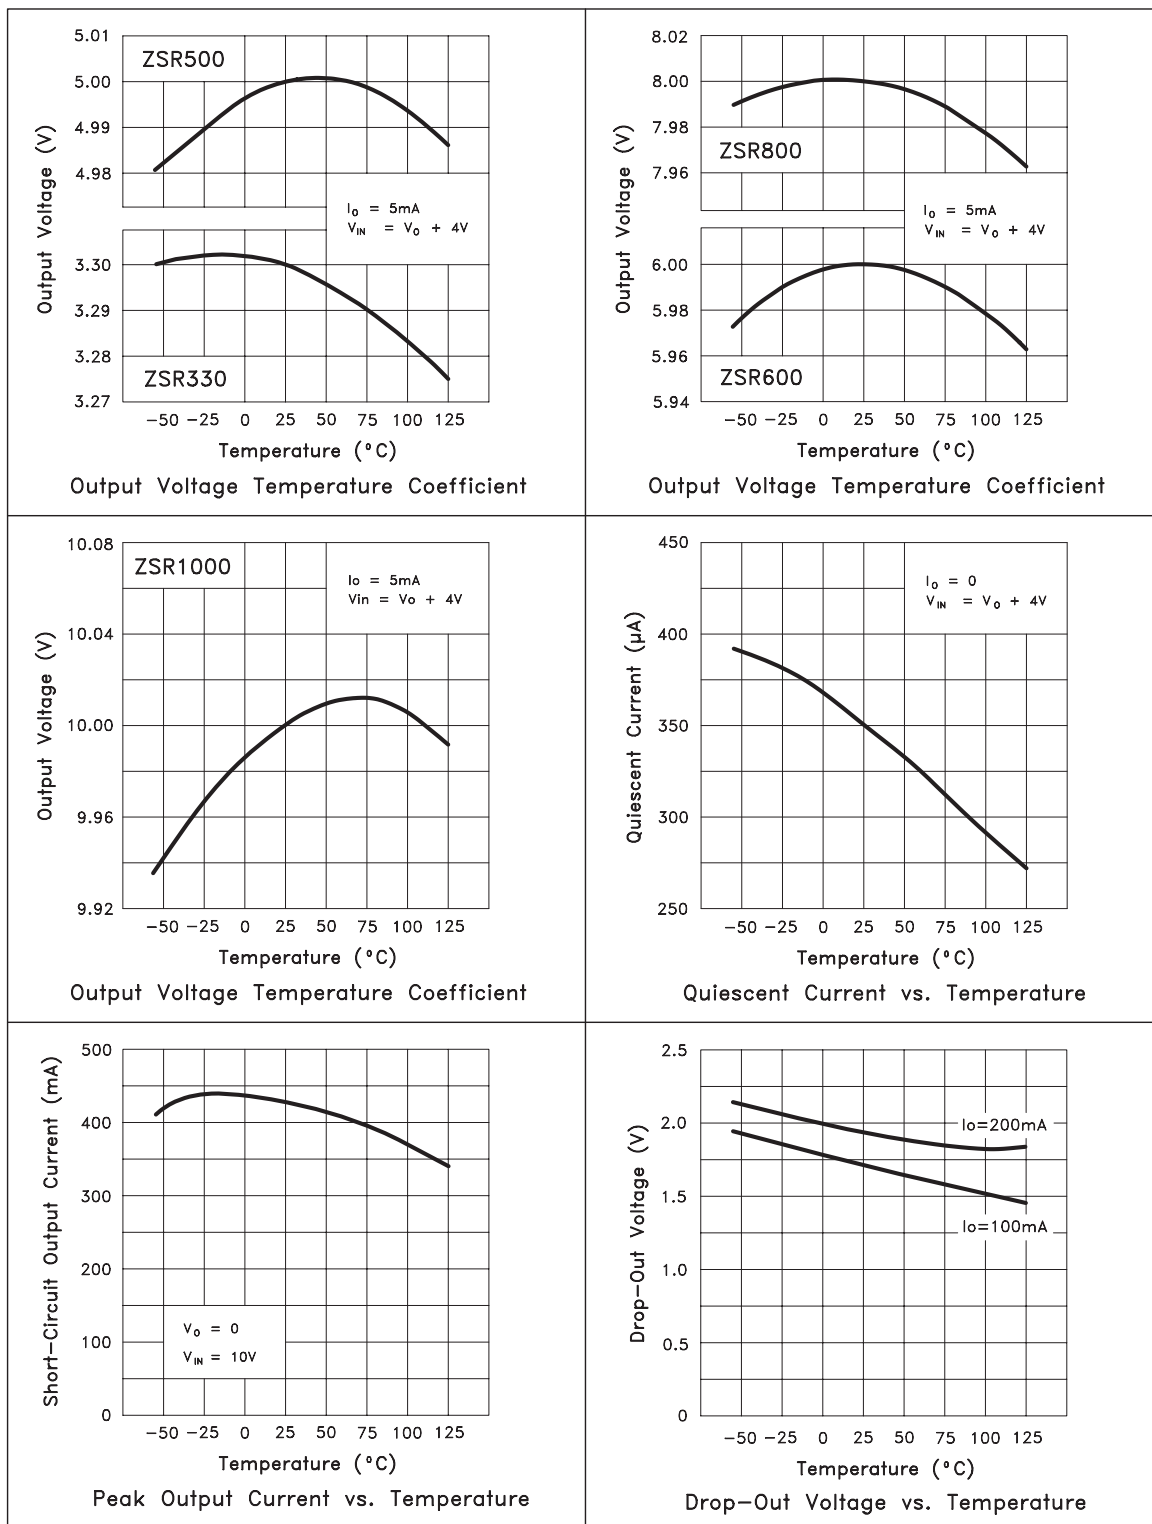 5.01
5.00
4.99
4.98
ZSR500
Output Voltage (V)
I₀ = 5mA
V_IN = V₀ + 4V
3.30
3.29
3.28
3.27
ZSR330
Output Voltage (V)
−50 −25 0 25 50 75 100 125
Temperature (°C)
Output Voltage Temperature Coefficient
8.02
8.00
7.98
7.96
ZSR800
Output Voltage (V)
I₀ = 5mA
V_IN = V₀ + 4V
6.00
5.98
5.96
5.94
ZSR600
Output Voltage (V)
−50 −25 0 25 50 75 100 125
Temperature (°C)
Output Voltage Temperature Coefficient
10.08
10.04
10.00
9.96
9.92
ZSR1000
Io = 5mA
Vin = Vo + 4V
Output Voltage (V)
−50 −25 0 25 50 75 100 125
Temperature (°C)
Output Voltage Temperature Coefficient
450
400
350
300
250
I₀ = 0
V_IN = V₀ + 4V
Quiescent Current (µA)
−50 −25 0 25 50 75 100 125
Temperature (°C)
Quiescent Current vs. Temperature
500
400
300
200
100
0
V₀ = 0
V_IN = 10V
Short−Circuit Output Current (mA)
−50 −25 0 25 50 75 100 125
Temperature (°C)
Peak Output Current vs. Temperature
2.5
2.0
1.5
1.0
0.5
0
Io=200mA
Io=100mA
Drop−Out Voltage (V)
−50 −25 0 25 50 75 100 125
Temperature (°C)
Drop−Out Voltage vs. Temperature